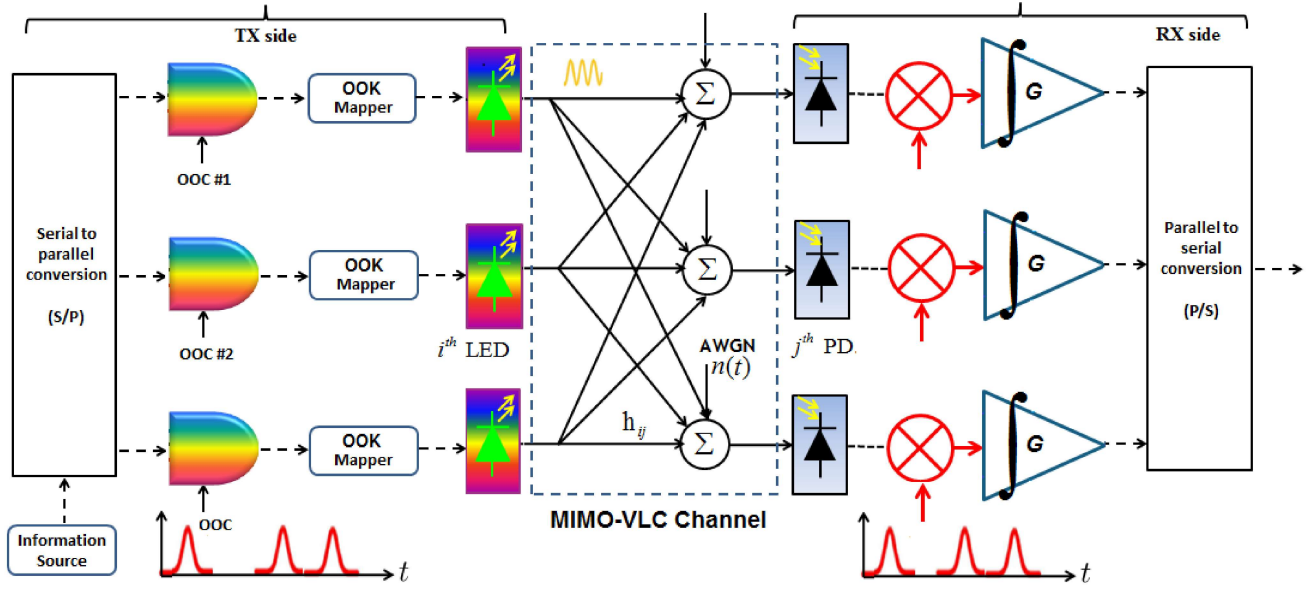 TX side
RX side
OOK
Mapper
Σ
G
OOC #1
Serial to
parallel
conversion
(S/P)
OOK
Mapper
Σ
G
Parallel to
serial
conversion
(P/S)
OOC #2
i^th LED
AWGN
n(t)
j^th PD.
h_ij
OOK
Mapper
Σ
G
OOC
MIMO-VLC Channel
Information
Source
t
t